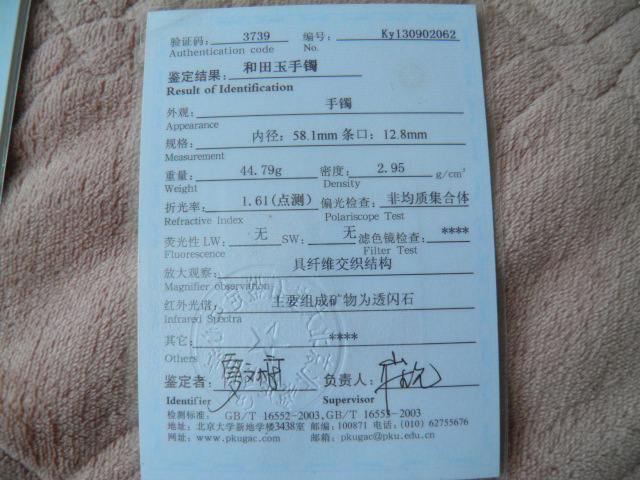 验证码: 3739 编号: Ky130902062
Authentication code No.
鉴定结果: 和田玉手镯
Result of Identification
外观: 手镯
Appearance
规格: 内径: 58.1mm 条口: 12.8mm
Measurement
重量: 44.79g 密度: 2.95 g/cm³
Weight Density
折光率: 1.61(点测) 偏光检查: 非均质集合体
Refractive Index Polariscope Test
荧光性 LW: 无 SW: 无 滤色镜检查: ****
Fluorescence Filter Test
放大观察: 具纤维交织结构
Magnifier observation
红外光谱: 主要组成矿物为透闪石
Infrared Spectra
其它: ****
Others
鉴定者: 负责人:
Identifier Supervisor
检测标准: GB/T 16552-2003, GB/T 16553-2003
地址: 北京大学新地学楼3438室 邮编: 100871 电话: (010) 62755676
网址: www.pkugac.com 邮箱: pkugac@pku.edu.cn